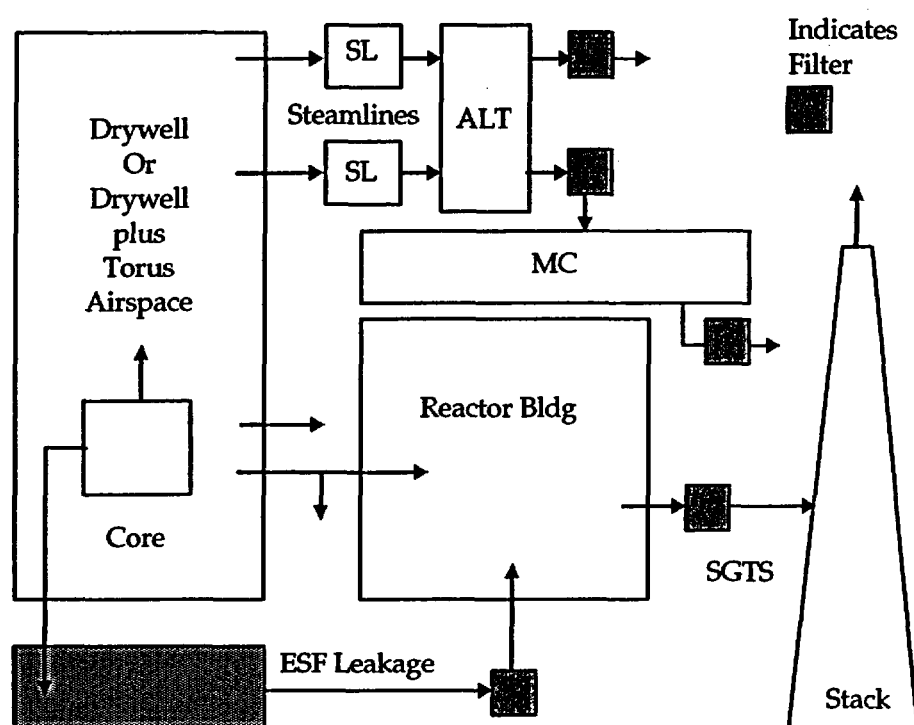 SL
Steamlines
SL
ALT
Indicates
Filter
Drywell
Or
Drywell
plus
Torus
Airspace
MC
Reactor Bldg
Core
SGTS
ESF Leakage
Stack